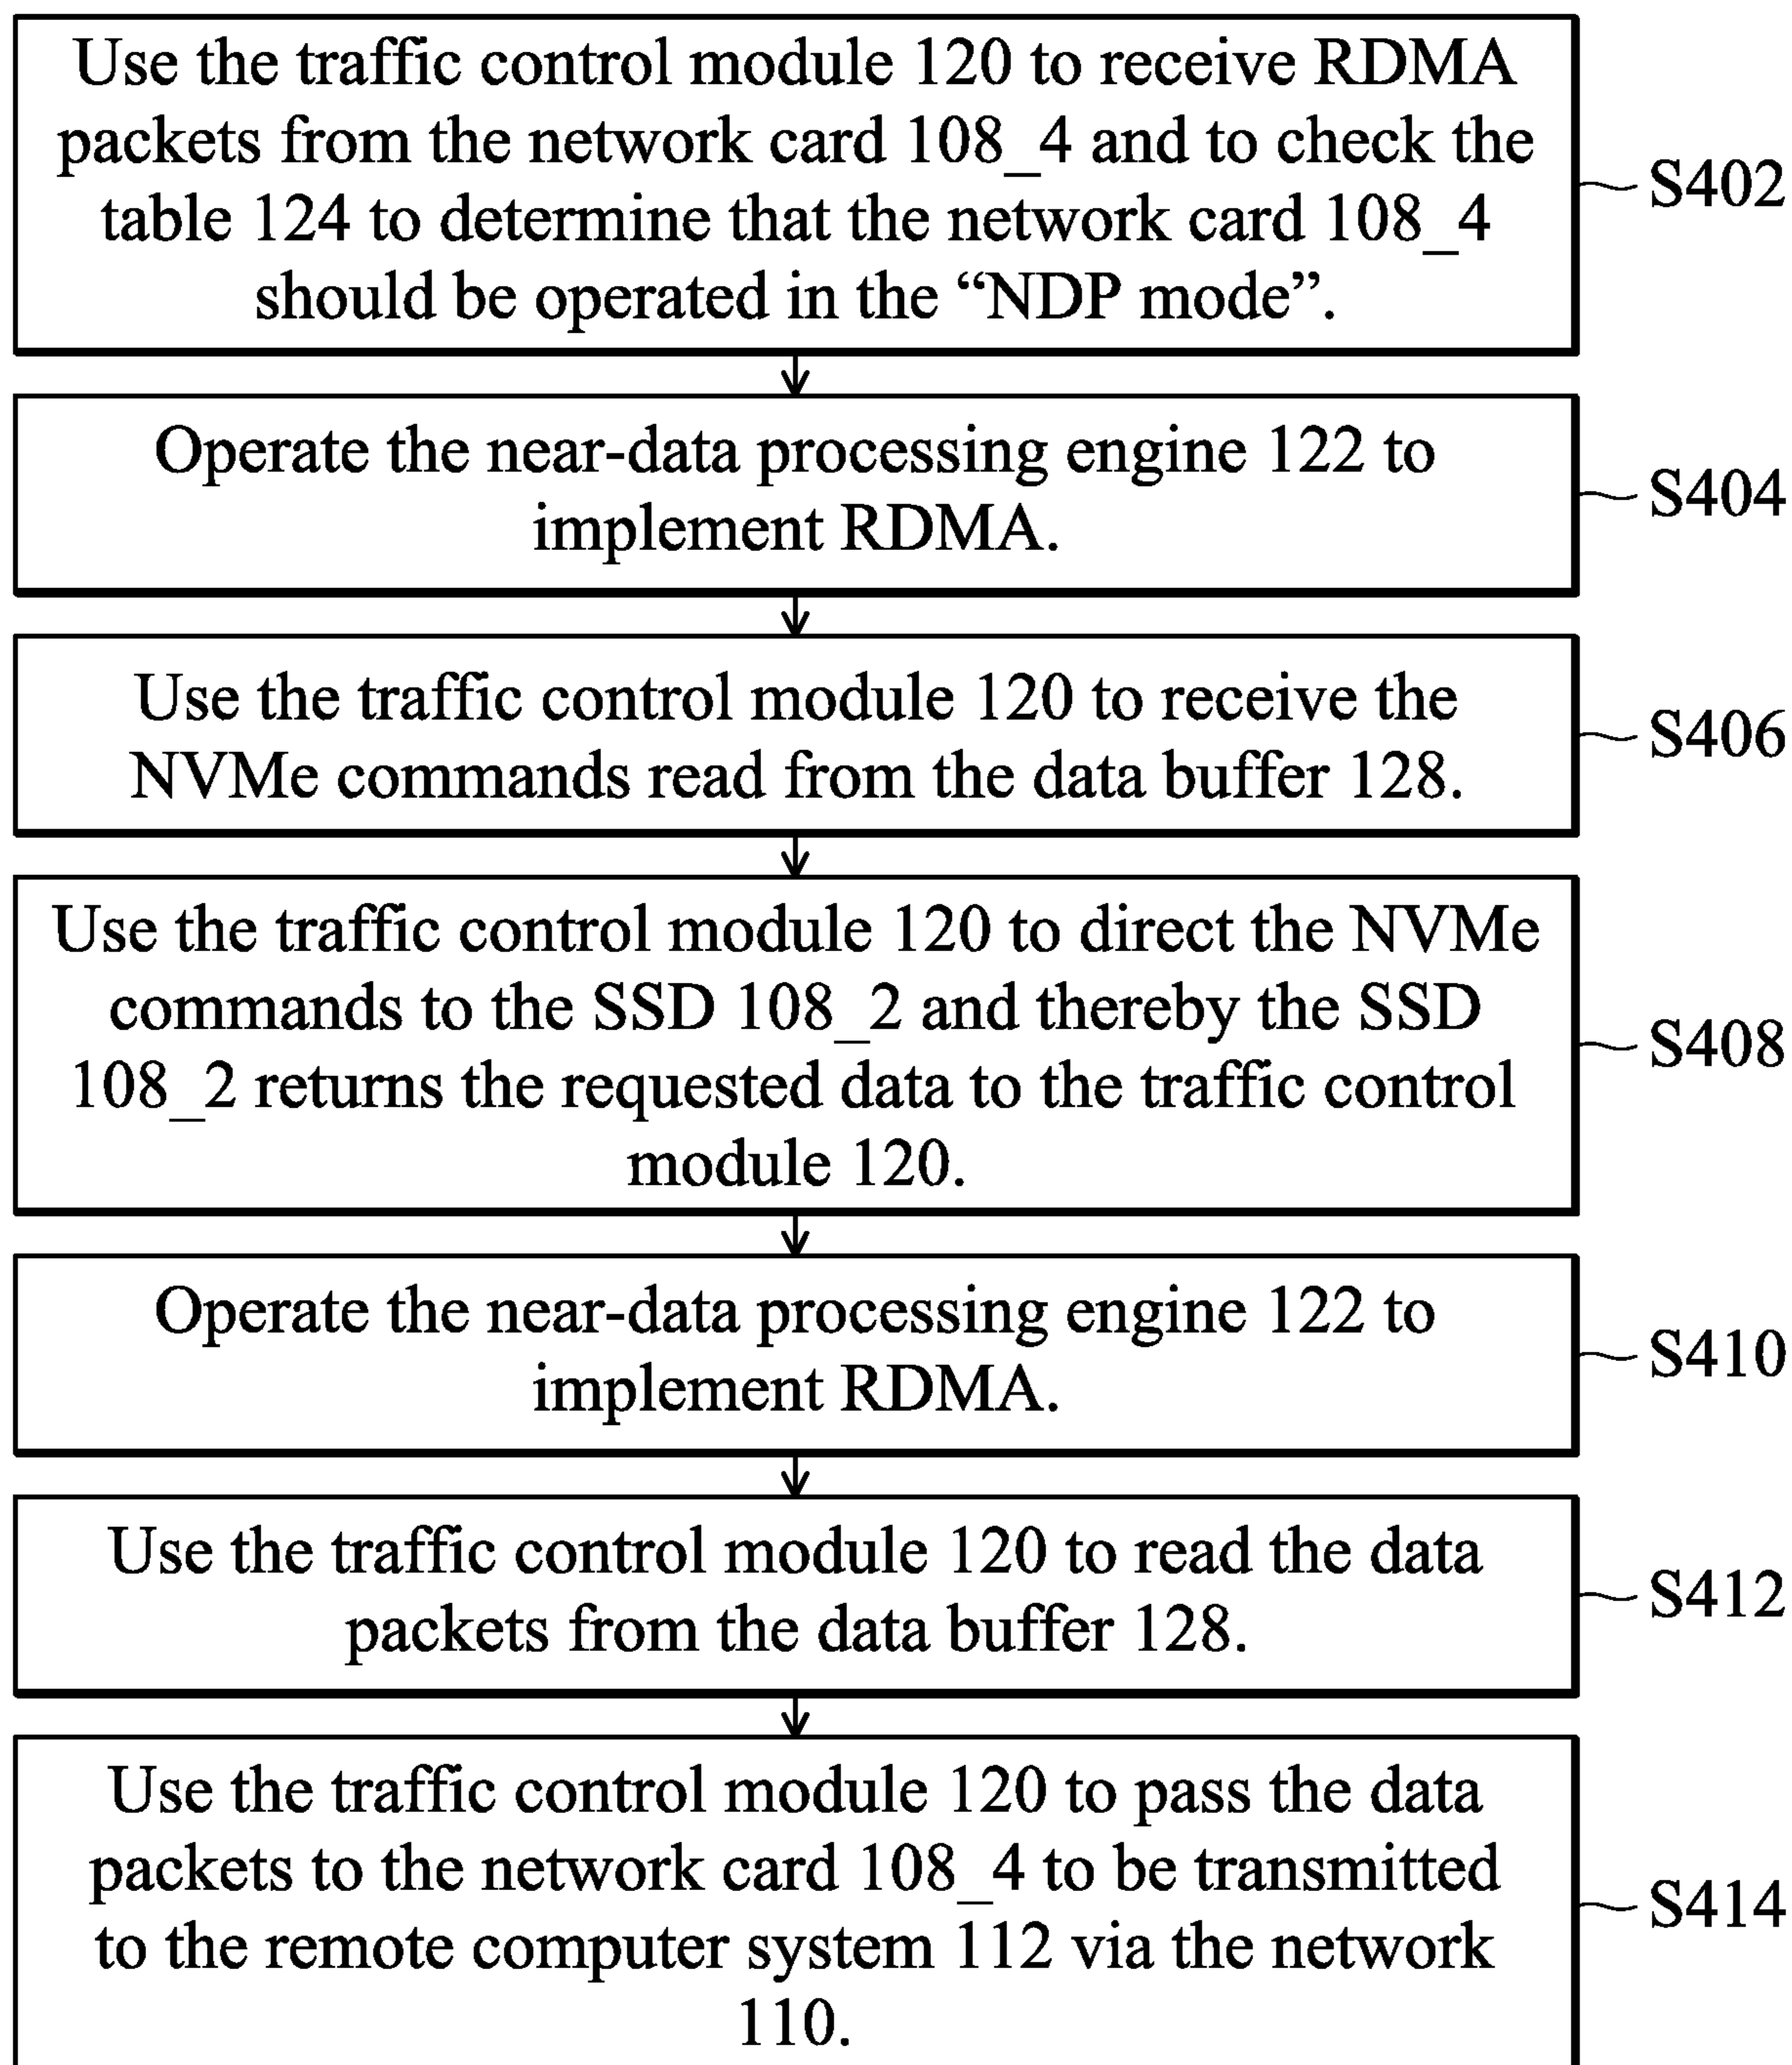 Use the traffic control module 120 to receive RDMA
packets from the network card 108_4 and to check the
table 124 to determine that the network card 108_4
should be operated in the “NDP mode”.
S402
Operate the near-data processing engine 122 to
implement RDMA.
S404
Use the traffic control module 120 to receive the
NVMe commands read from the data buffer 128.
S406
Use the traffic control module 120 to direct the NVMe
commands to the SSD 108_2 and thereby the SSD
108_2 returns the requested data to the traffic control
module 120.
S408
Operate the near-data processing engine 122 to
implement RDMA.
S410
Use the traffic control module 120 to read the data
packets from the data buffer 128.
S412
Use the traffic control module 120 to pass the data
packets to the network card 108_4 to be transmitted
to the remote computer system 112 via the network
110.
S414